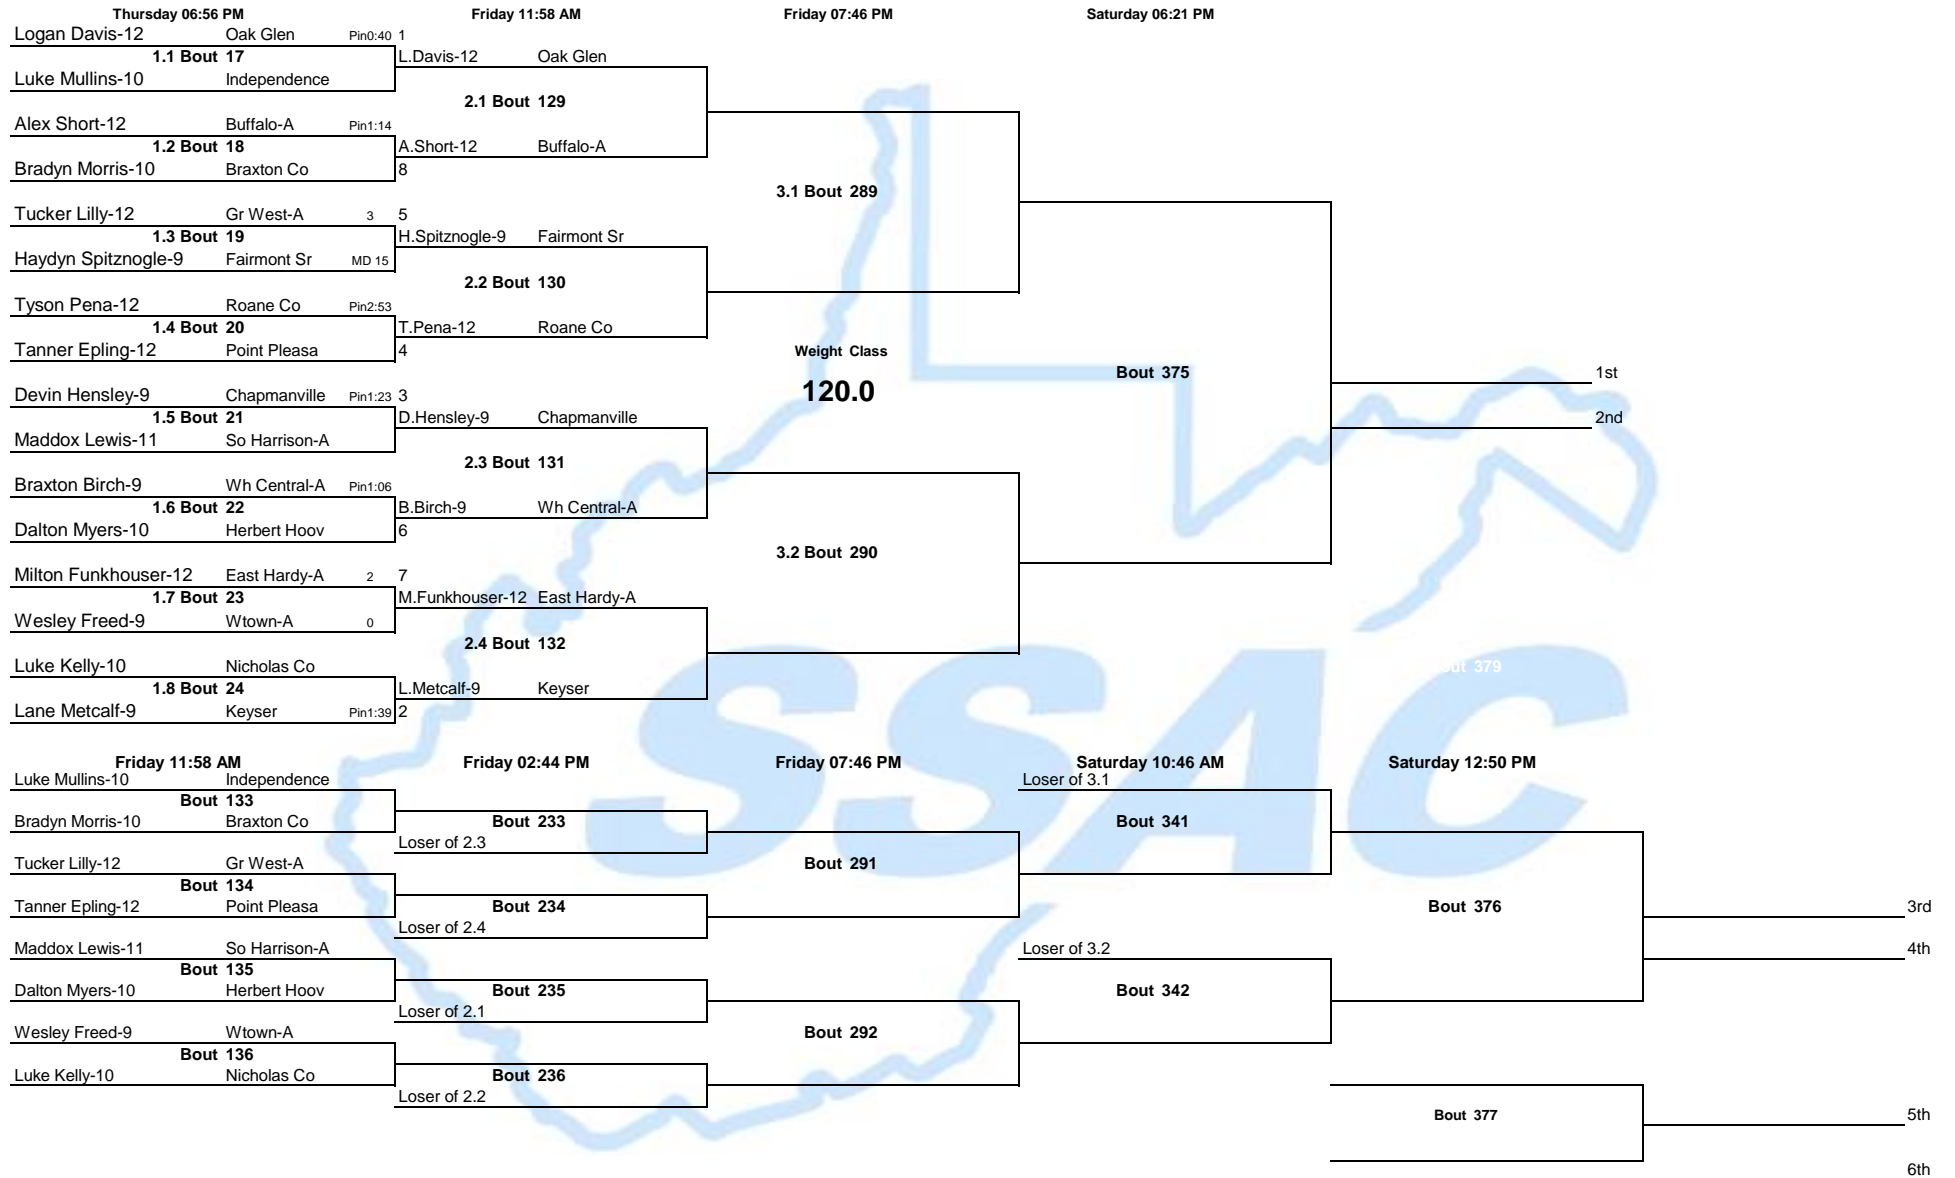 Thursday 06:56 PM Friday 11:58 AM Friday 07:46 PM Saturday 06:21 PM
Logan Davis-12 Oak Glen Pin0:40 1
1.1 Bout 17 L.Davis-12 Oak Glen
Luke Mullins-10 Independence
2.1 Bout 129
Alex Short-12 Buffalo-A Pin1:14
1.2 Bout 18 A.Short-12 Buffalo-A
Bradyn Morris-10 Braxton Co 8
3.1 Bout 289
Tucker Lilly-12 Gr West-A 3 5
1.3 Bout 19 H.Spitznogle-9 Fairmont Sr
Haydyn Spitznogle-9 Fairmont Sr MD 15
2.2 Bout 130
Tyson Pena-12 Roane Co Pin2:53
1.4 Bout 20 T.Pena-12 Roane Co
Tanner Epling-12 Point Pleasa 4 Weight Class
Bout 375 1st
Devin Hensley-9 Chapmanville Pin1:23 3 120.0
1.5 Bout 21 D.Hensley-9 Chapmanville 2nd
Maddox Lewis-11 So Harrison-A
2.3 Bout 131
Braxton Birch-9 Wh Central-A Pin1:06
1.6 Bout 22 B.Birch-9 Wh Central-A
Dalton Myers-10 Herbert Hoov 6
3.2 Bout 290
Milton Funkhouser-12 East Hardy-A 2 7
1.7 Bout 23 M.Funkhouser-12 East Hardy-A
Wesley Freed-9 Wtown-A 0
2.4 Bout 132
Luke Kelly-10 Nicholas Co 379
1.8 Bout 24 L.Metcalf-9 Keyser
Lane Metcalf-9 Keyser Pin1:39 2
SSAC
Friday 11:58 AM Friday 02:44 PM Friday 07:46 PM Saturday 10:46 AM Saturday 12:50 PM
Luke Mullins-10 Independence Loser of 3.1
Bout 133
Bradyn Morris-10 Braxton Co Bout 233 Bout 341
Loser of 2.3
Tucker Lilly-12 Gr West-A Bout 291
Bout 134
Tanner Epling-12 Point Pleasa Bout 234 Bout 376 3rd
Loser of 2.4
Maddox Lewis-11 So Harrison-A Loser of 3.2 4th
Bout 135
Dalton Myers-10 Herbert Hoov Bout 235 Bout 342
Loser of 2.1
Wesley Freed-9 Wtown-A Bout 292
Bout 136
Luke Kelly-10 Nicholas Co Bout 236
Loser of 2.2
Bout 377 5th
6th